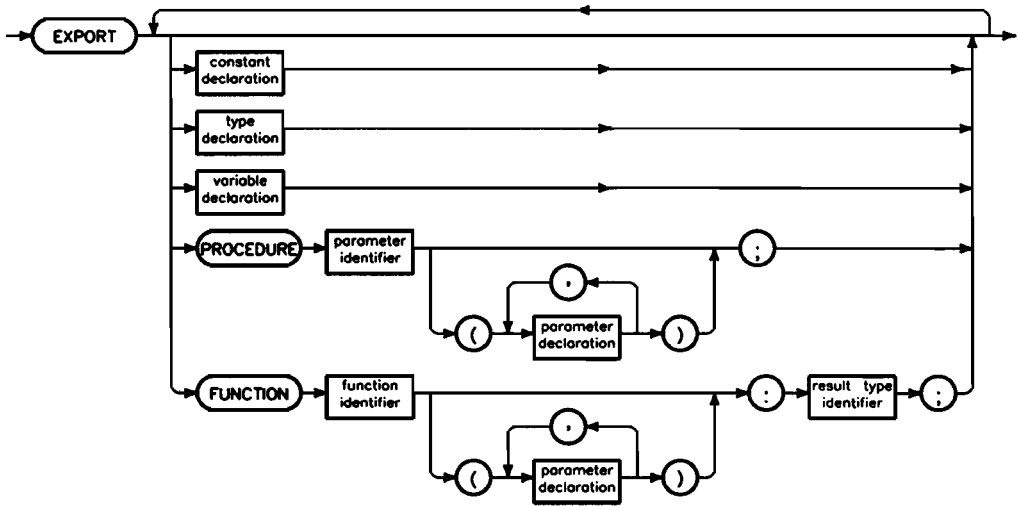 EXPORT
constant
declaration
type
declaration
variable
declaration
PROCEDURE
parameter
identifier
;
,
(
parameter
declaration
)
FUNCTION
function
identifier
:
result type
identifier
;
,
(
parameter
declaration
)